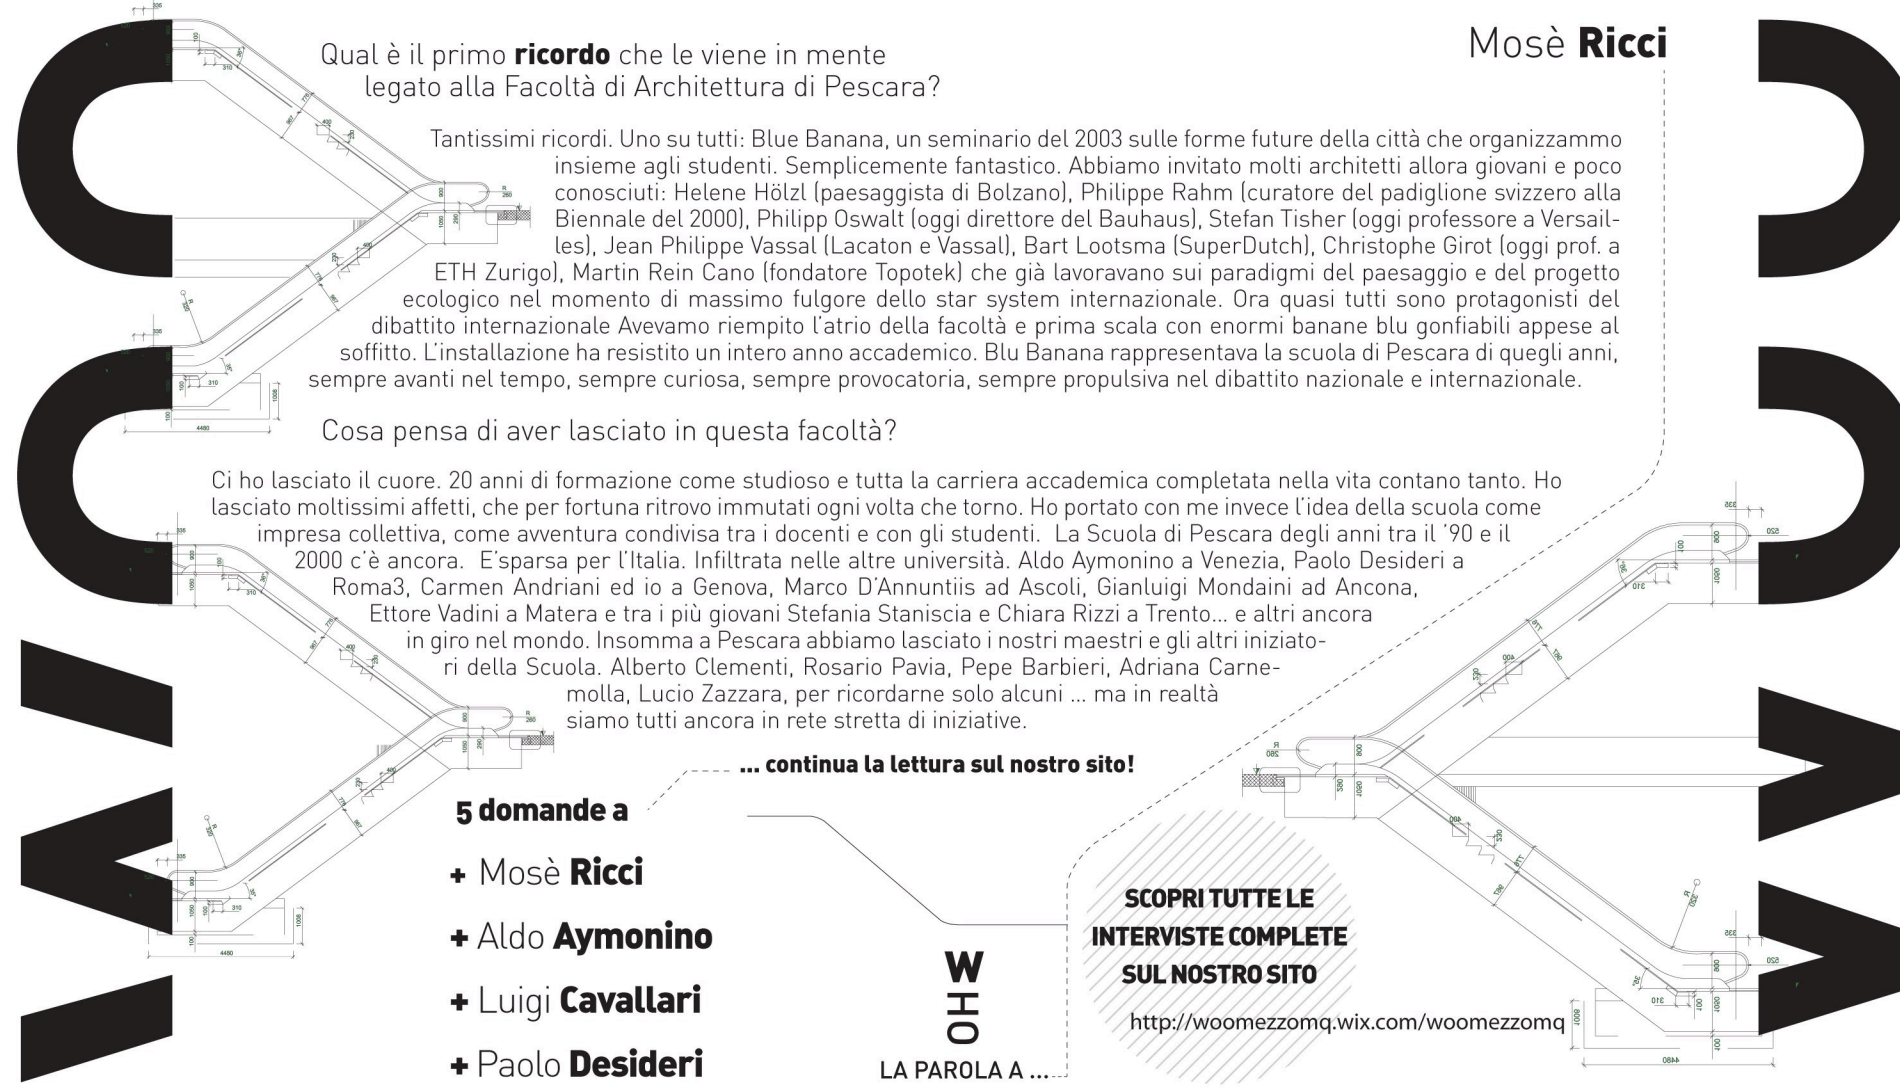 Mosè Ricci
Qual è il primo ricordo che le viene in mente
legato alla Facoltà di Architettura di Pescara?
Tantissimi ricordi. Uno su tutti: Blue Banana, un seminario del 2003 sulle forme future della città che organizzammo
insieme agli studenti. Semplicemente fantastico. Abbiamo invitato molti architetti allora giovani e poco
conosciuti: Helene Hölzl (paesaggista di Bolzano), Philippe Rahm (curatore del padiglione svizzero alla
Biennale del 2000), Philipp Oswalt (oggi direttore del Bauhaus), Stefan Tisher (oggi professore a Versail-
les), Jean Philippe Vassal (Lacaton e Vassal), Bart Lootsma (SuperDutch), Christophe Girot (oggi prof. a
ETH Zurigo), Martin Rein Cano (fondatore Topotek) che già lavoravano sui paradigmi del paesaggio e del progetto
ecologico nel momento di massimo fulgore dello star system internazionale. Ora quasi tutti sono protagonisti del
dibattito internazionale Avevamo riempito l'atrio della facoltà e prima scala con enormi banane blu gonfiabili appese al
soffitto. L'installazione ha resistito un intero anno accademico. Blu Banana rappresentava la scuola di Pescara di quegli anni,
sempre avanti nel tempo, sempre curiosa, sempre provocatoria, sempre propulsiva nel dibattito nazionale e internazionale.
Cosa pensa di aver lasciato in questa facoltà?
Ci ho lasciato il cuore. 20 anni di formazione come studioso e tutta la carriera accademica completata nella vita contano tanto. Ho
lasciato moltissimi affetti, che per fortuna ritrovo immutati ogni volta che torno. Ho portato con me invece l'idea della scuola come
impresa collettiva, come avventura condivisa tra i docenti e con gli studenti. La Scuola di Pescara degli anni tra il '90 e il
2000 c'è ancora. E'sparsa per l'Italia. Infiltrata nelle altre università. Aldo Aymonino a Venezia, Paolo Desideri a
Roma3, Carmen Andriani ed io a Genova, Marco D'Annuntiis ad Ascoli, Gianluigi Mondaini ad Ancona,
Ettore Vadini a Matera e tra i più giovani Stefania Staniscia e Chiara Rizzi a Trento... e altri ancora
in giro nel mondo. Insomma a Pescara abbiamo lasciato i nostri maestri e gli altri iniziato-
ri della Scuola. Alberto Clementi, Rosario Pavia, Pepe Barbieri, Adriana Carne-
molla, Lucio Zazzara, per ricordarne solo alcuni ... ma in realtà
siamo tutti ancora in rete stretta di iniziative.
... continua la lettura sul nostro sito!
5 domande a
+ Mosè Ricci
+ Aldo Aymonino
+ Luigi Cavallari
+ Paolo Desideri
WHO
LA PAROLA A ...
SCOPRI TUTTE LE
INTERVISTE COMPLETE
SUL NOSTRO SITO
http://woomezzomq.wix.com/woomezzomq